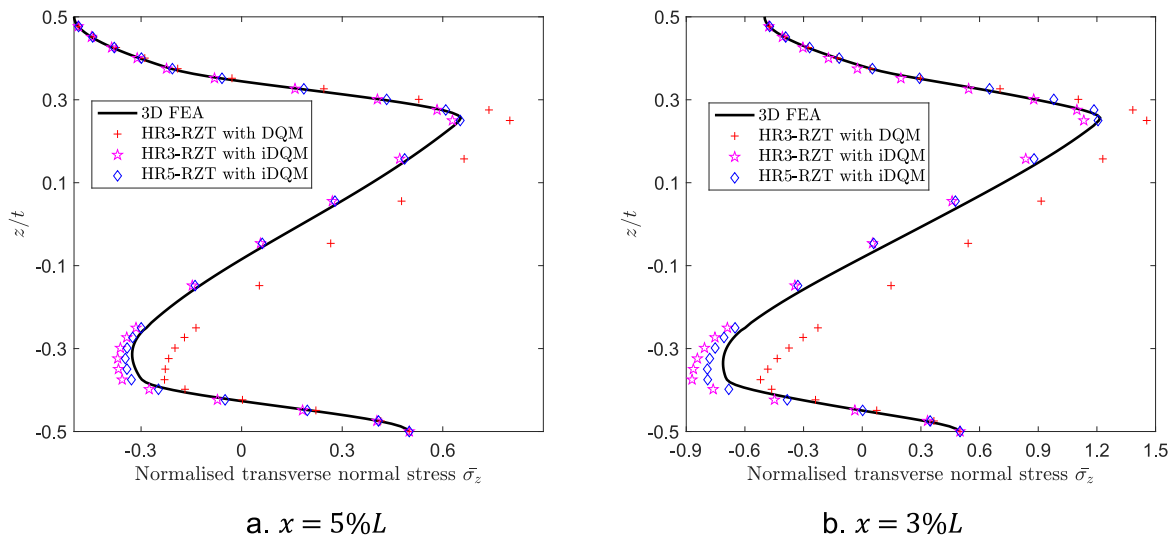 0.5
0.3
0.1
-0.1
-0.3
-0.5
z/t
3D FEA
HR3-RZT with DQM
HR3-RZT with iDQM
HR5-RZT with iDQM
-0.3
0
0.3
0.6
Normalised transverse normal stress σ̄z
a. x = 5%L
0.5
0.3
0.1
-0.1
-0.3
-0.5
z/t
3D FEA
HR3-RZT with DQM
HR3-RZT with iDQM
HR5-RZT with iDQM
-0.9
-0.6
-0.3
0
0.3
0.6
0.9
1.2
1.5
Normalised transverse normal stress σ̄z
b. x = 3%L